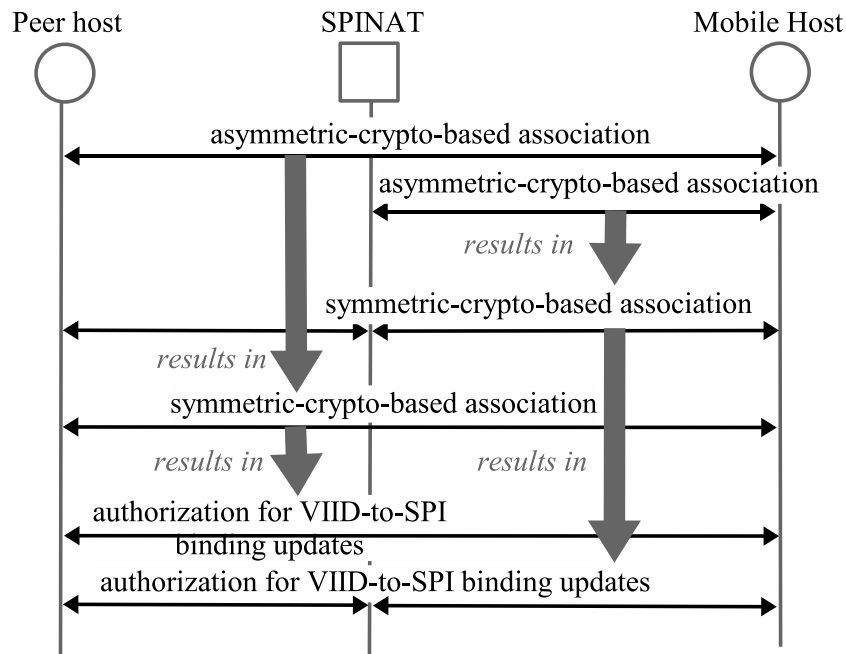 Peer host
SPINAT
Mobile Host
asymmetric-crypto-based association
asymmetric-crypto-based association
results in
symmetric-crypto-based association
results in
symmetric-crypto-based association
results in
results in
authorization for VIID-to-SPI
binding updates
authorization for VIID-to-SPI binding updates